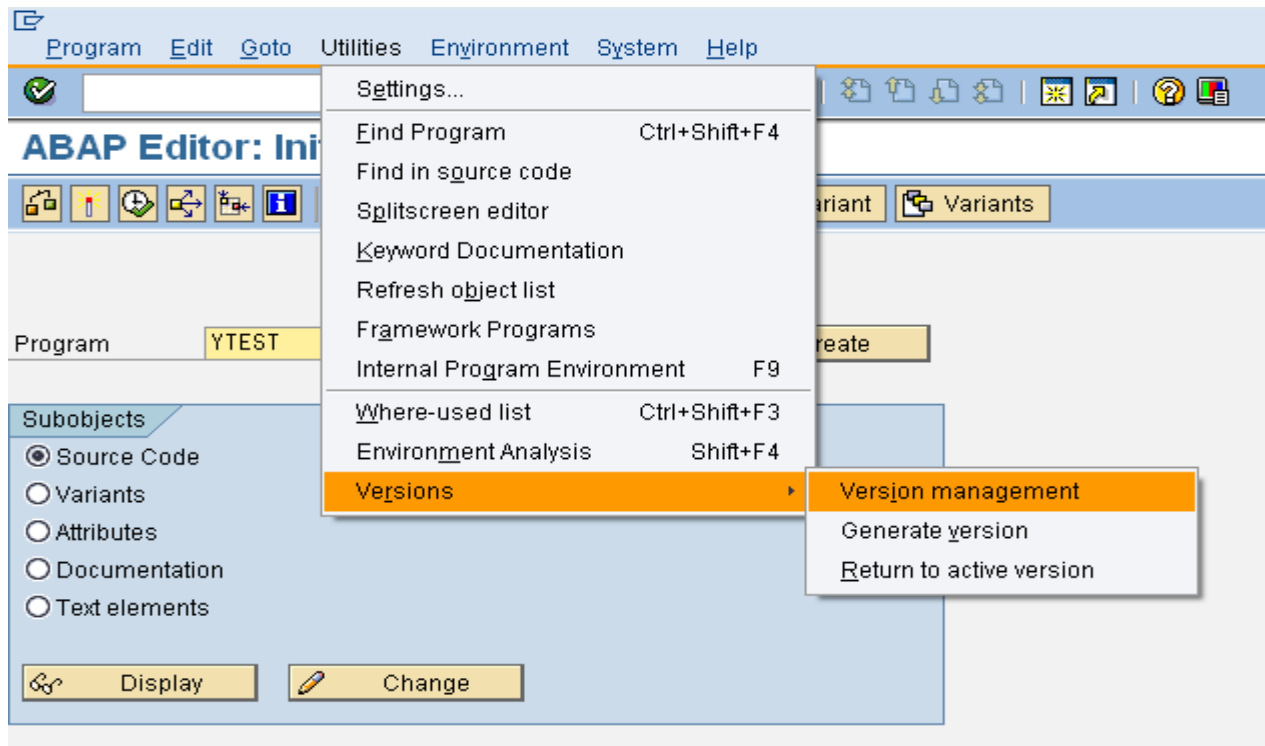 Program Edit Goto Utilities Environment System Help
Settings...
ABAP Editor: Ini
Find Program Ctrl+Shift+F4
Find in source code
Splitscreen editor
ariant Variants
Keyword Documentation
Refresh object list
Program YTEST
Framework Programs
reate
Internal Program Environment F9
Subobjects
Where-used list Ctrl+Shift+F3
Source Code
Environment Analysis Shift+F4
Variants
Versions
Version management
Attributes
Generate version
Documentation
Return to active version
Text elements
Display Change